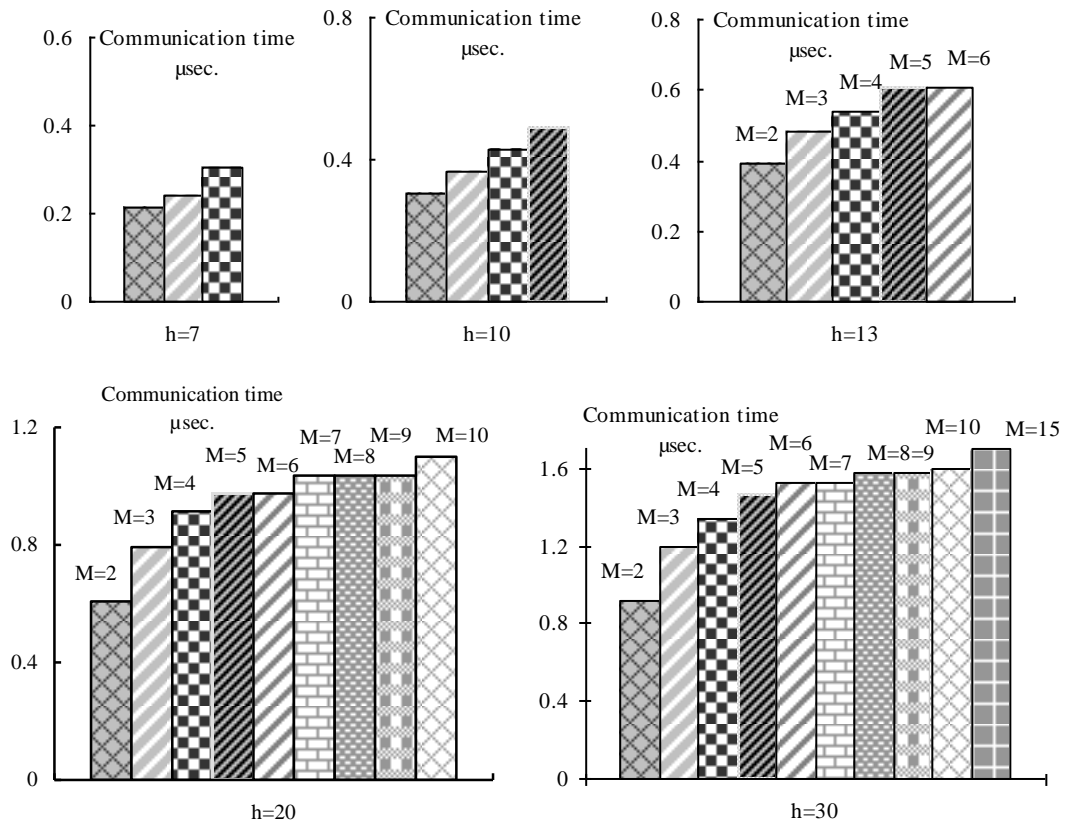 Communication time
μsec.
0.6
0.4
0.2
0
h=7
Communication time
μsec.
0.8
0.4
0
h=10
Communication time
μsec.
0.8
0.6
0.4
0.2
0
M=2
M=3
M=4
M=5
M=6
h=13
Communication time
μsec.
1.2
0.8
0.4
0
M=2
M=3
M=4
M=5
M=6
M=7
M=8
M=9
M=10
h=20
Communication time
μsec.
1.6
1.2
0.8
0.4
0
M=2
M=3
M=4
M=5
M=6
M=7
M=8=9
M=10
M=15
h=30